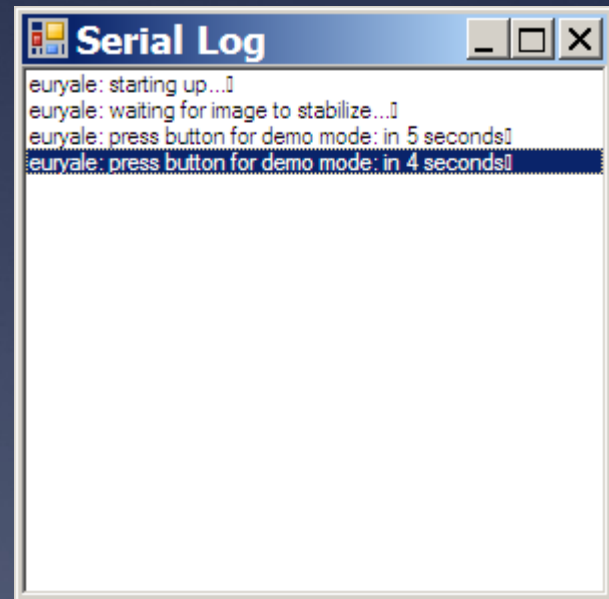 Serial Log
euryale: starting up...▯
euryale: waiting for image to stabilize...▯
euryale: press button for demo mode: in 5 seconds▯
euryale: press button for demo mode: in 4 seconds▯